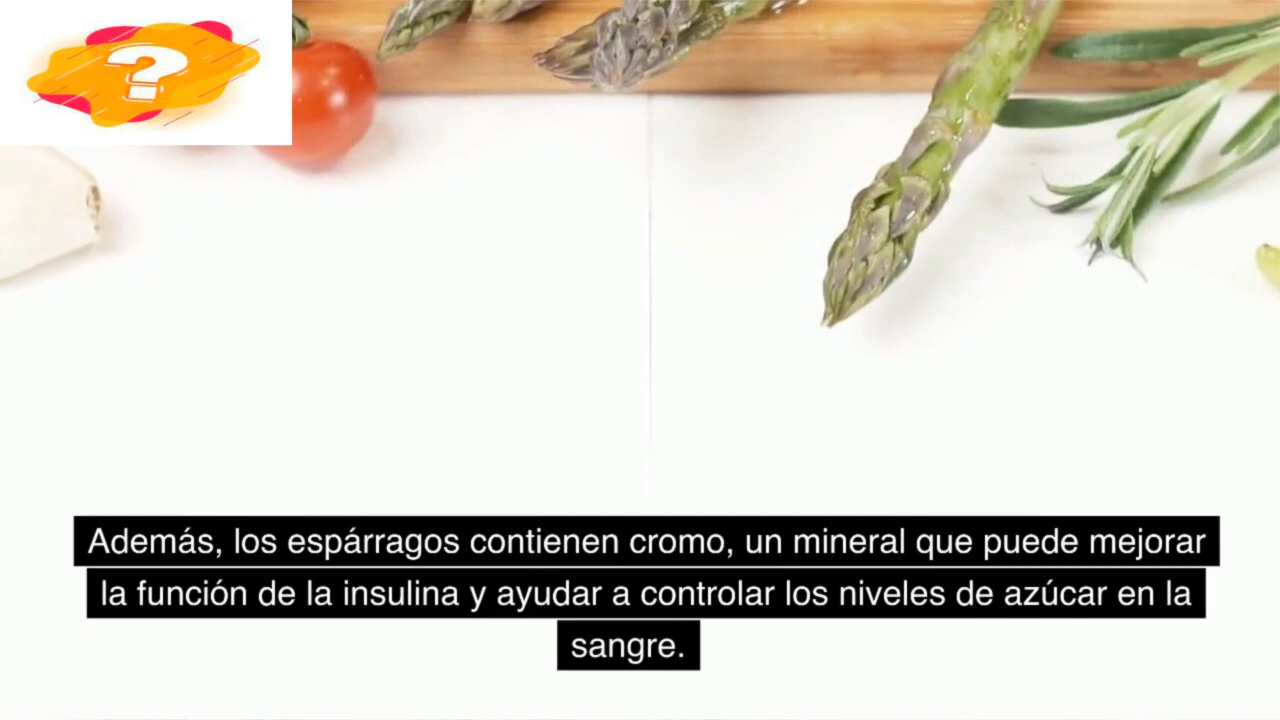 ?
Además, los espárragos contienen cromo, un mineral que puede mejorar
la función de la insulina y ayudar a controlar los niveles de azúcar en la
sangre.